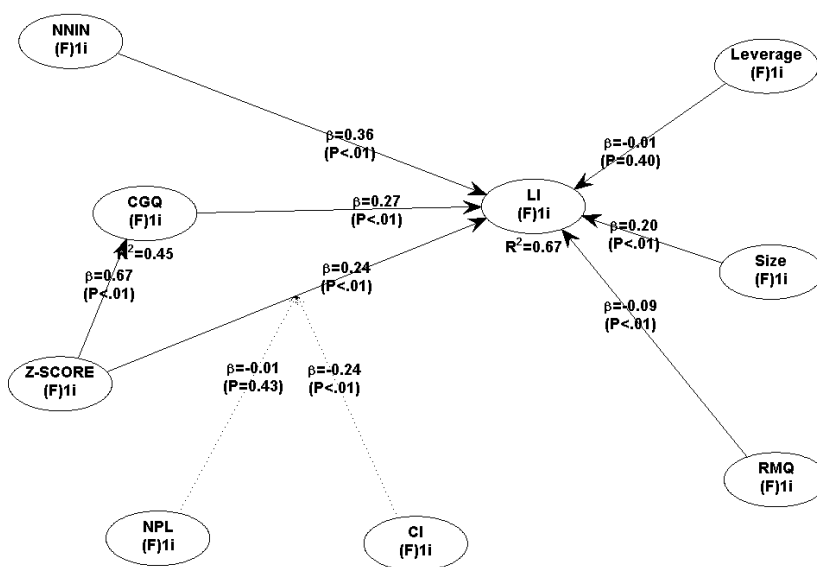 NNIN
(F)1i
Leverage
(F)1i
β=0.36
(P<.01)
β=-0.01
(P=0.40)
CGQ
(F)1i
R²=0.45
β=0.27
(P<.01)
LI
(F)1i
R²=0.67
β=0.20
(P<.01)
Size
(F)1i
β=0.67
(P<.01)
β=0.24
(P<.01)
β=-0.09
(P<.01)
Z-SCORE
(F)1i
β=-0.01
(P=0.43)
β=-0.24
(P<.01)
RMQ
(F)1i
NPL
(F)1i
CI
(F)1i